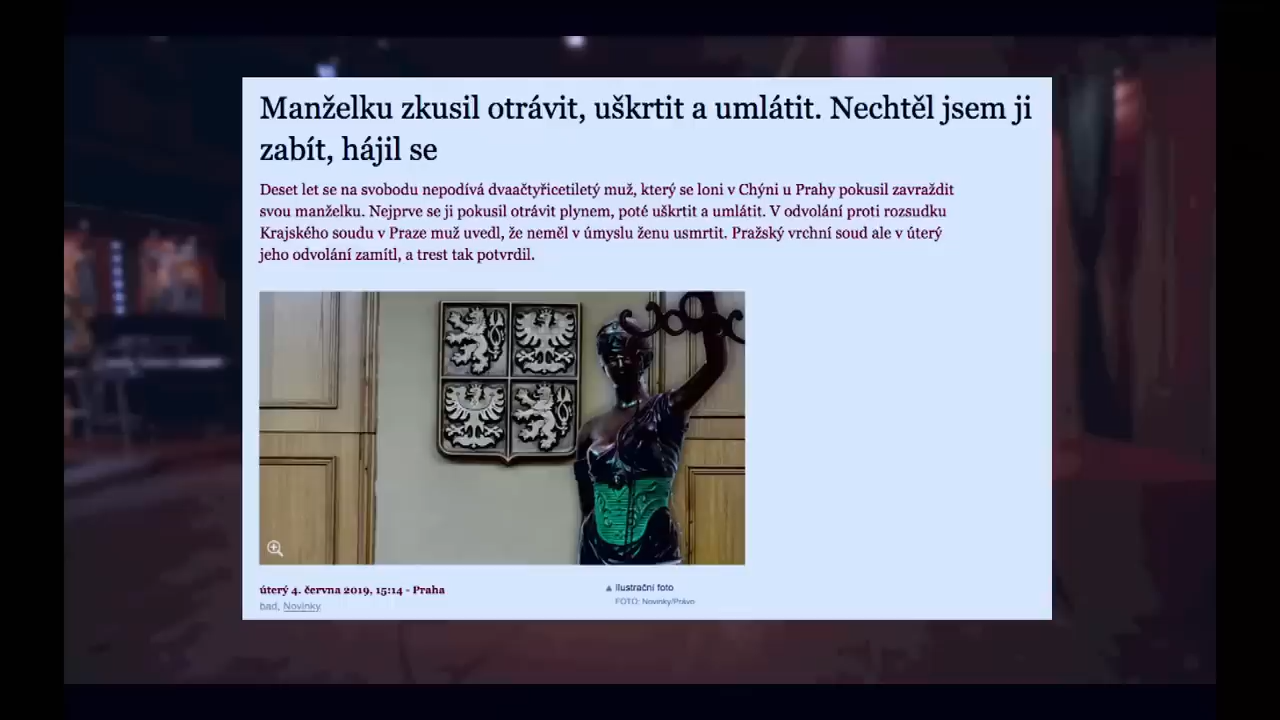 Manželku zkusil otrávit, uškrtit a umlátit. Nechtěl jsem ji
zabít, hájil se
Deset let se na svobodu nepodívá dvaačtyřicetiletý muž, který se loni v Chýni u Prahy pokusil zavraždit
svou manželku. Nejprve se ji pokusil otrávit plynem, poté uškrtit a umlátit. V odvolání proti rozsudku
Krajského soudu v Praze muž uvedl, že neměl v úmyslu ženu usmrtit. Pražský vrchní soud ale v úterý
jeho odvolání zamítl, a trest tak potvrdil.
úterý 4. června 2019, 15:14 - Praha
bad, Novinky
Ilustrační foto
FOTO: Novinky/Právo